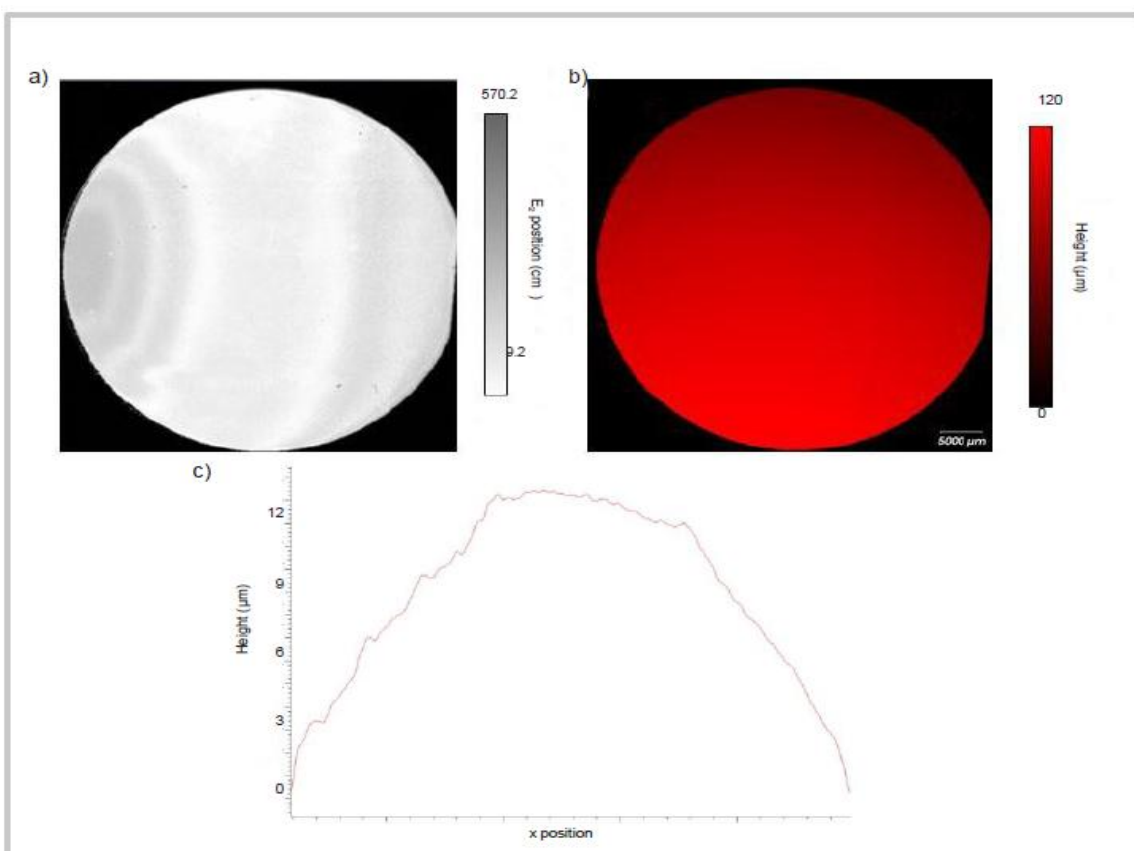 a)
570.2
E₂ position (cm )
9.2
b)
120
Height (µm)
0
5000 µm
c)
Height (µm)
12
9
6
3
0
x position